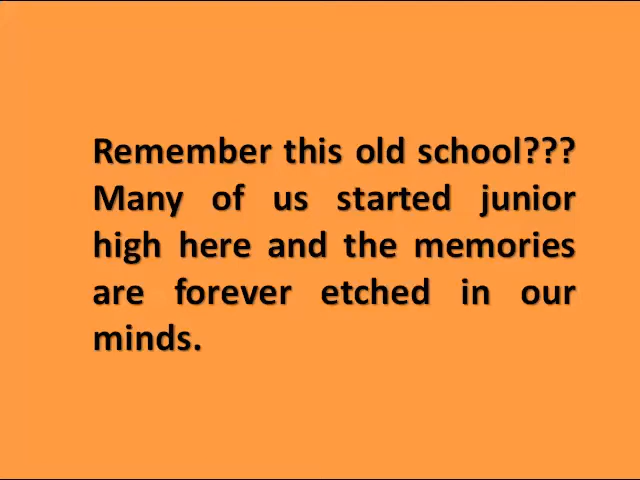 Remember this old school???
Many of us started junior
high here and the memories
are forever etched in our
minds.